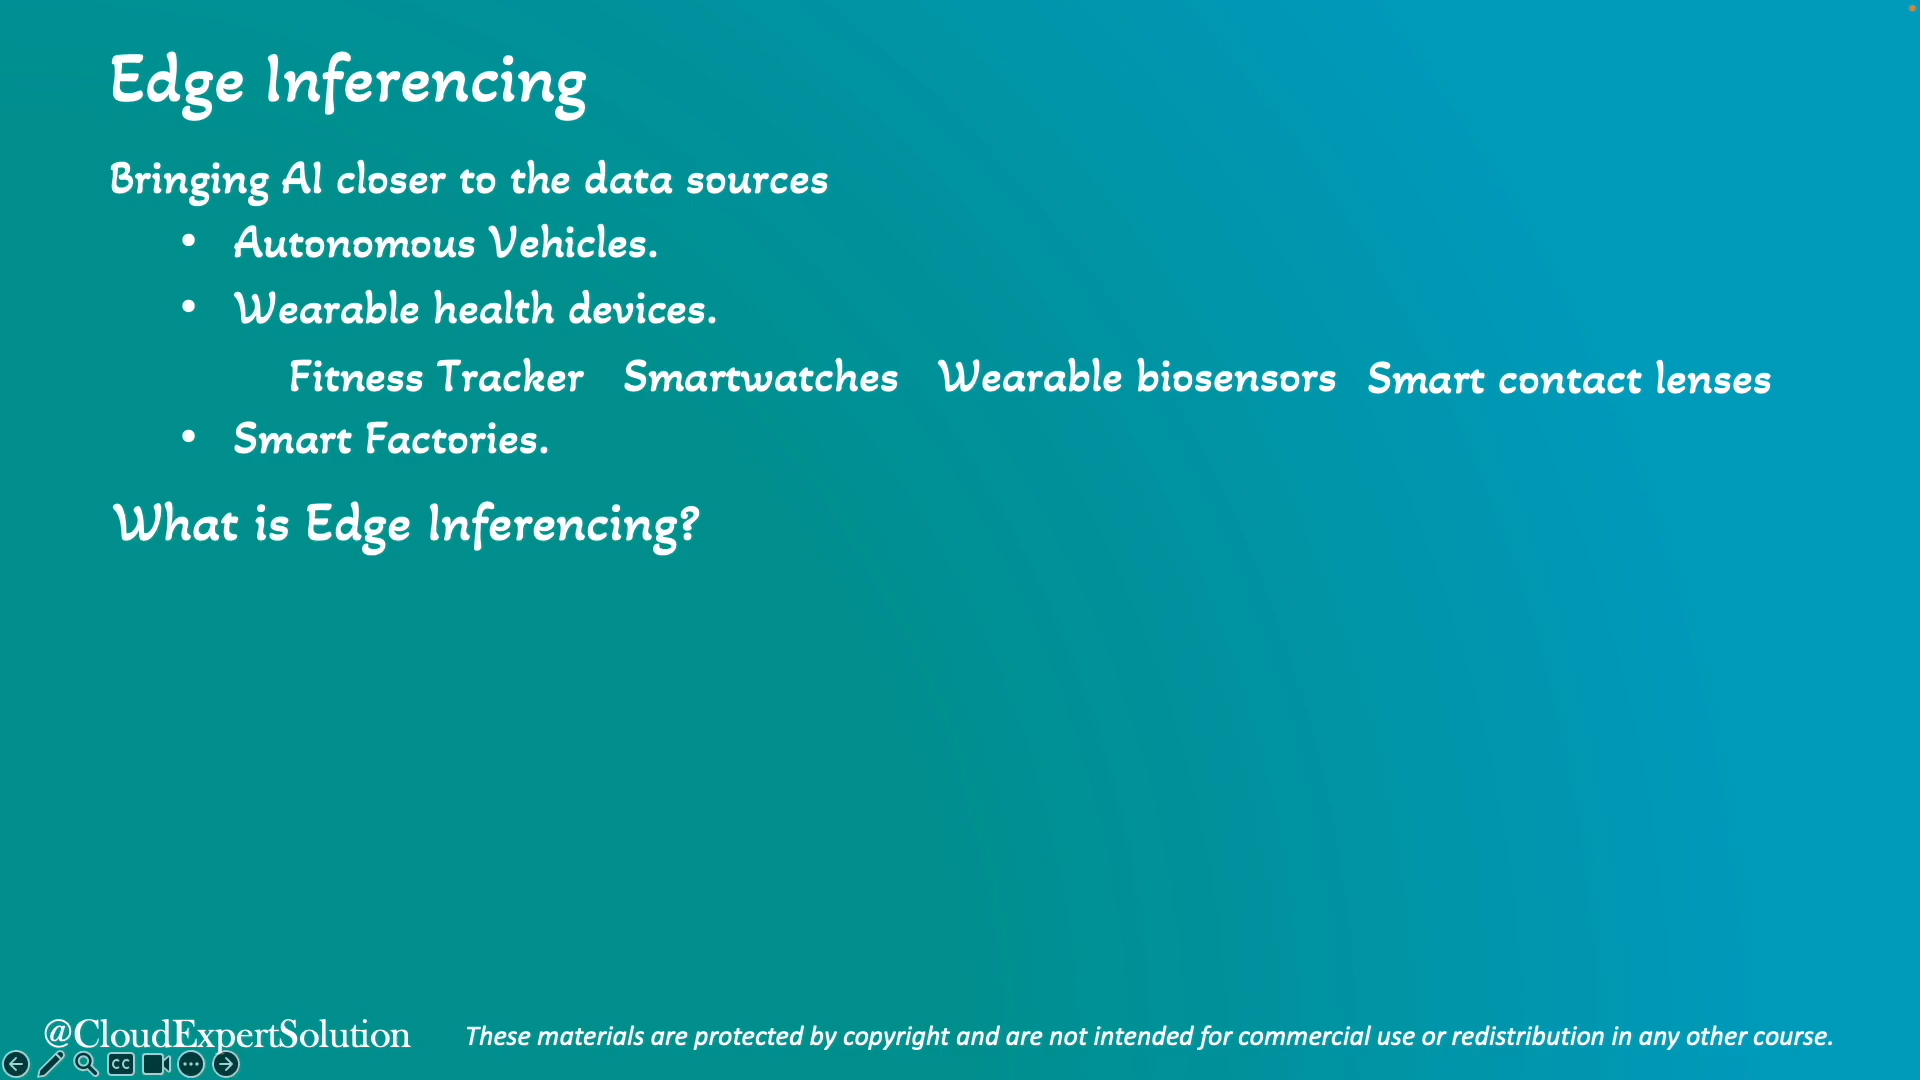 Edge Inferencing
Bringing AI closer to the data sources
• Autonomous Vehicles.
• Wearable health devices.
Fitness Tracker Smartwatches Wearable biosensors Smart contact lenses
• Smart Factories.
What is Edge Inferencing?
@CloudExpertSolution These materials are protected by copyright and are not intended for commercial use or redistribution in any other course.
CC